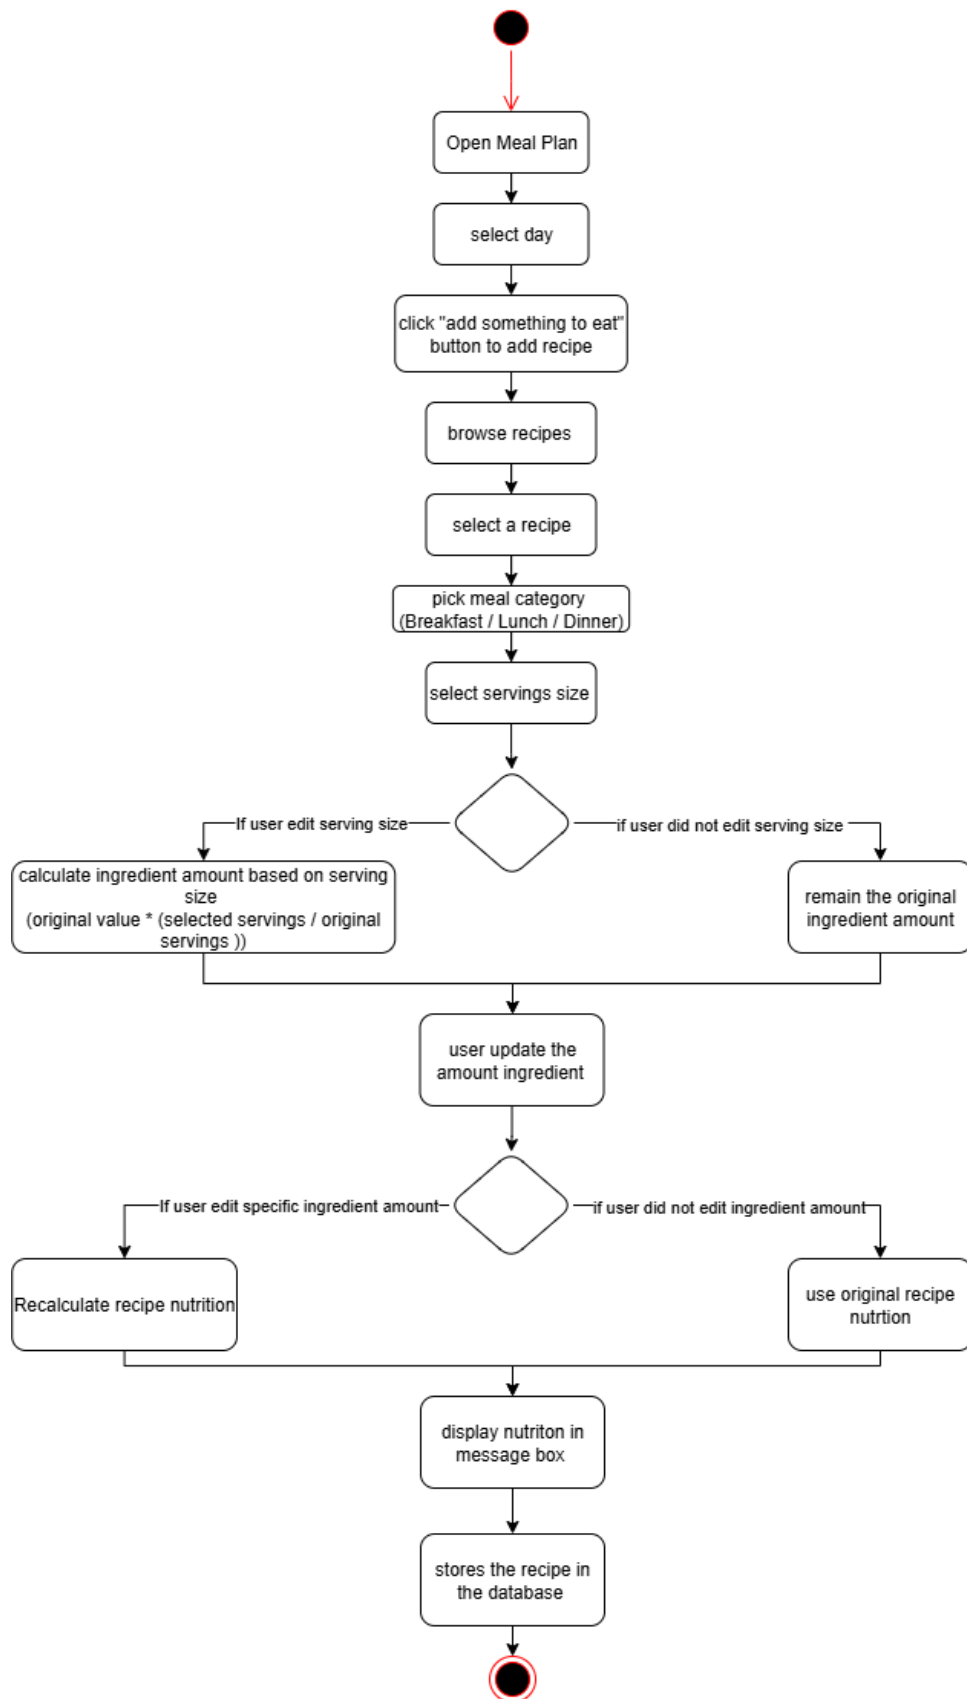 Open Meal Plan
select day
click "add something to eat"
button to add recipe
browse recipes
select a recipe
pick meal category
(Breakfast / Lunch / Dinner)
select servings size
If user edit serving size
if user did not edit serving size
calculate ingredient amount based on serving
size
(original value * (selected servings / original
servings ))
remain the original
ingredient amount
user update the
amount ingredient
If user edit specific ingredient amount
if user did not edit ingredient amount
Recalculate recipe nutrition
use original recipe
nutrtion
display nutriton in
message box
stores the recipe in
the database